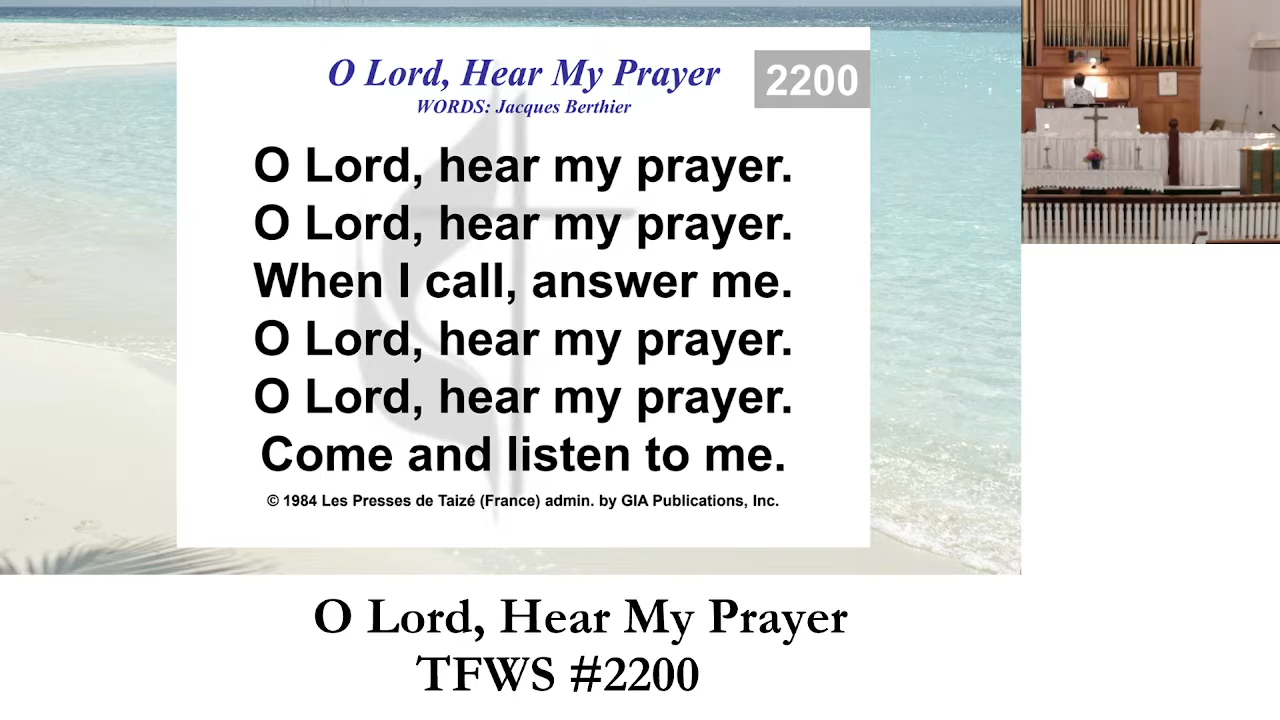 O Lord, Hear My Prayer
2200
WORDS: Jacques Berthier
O Lord, hear my prayer.
O Lord, hear my prayer.
When I call, answer me.
O Lord, hear my prayer.
O Lord, hear my prayer.
Come and listen to me.
© 1984 Les Presses de Taizé (France) admin. by GIA Publications, Inc.
O Lord, Hear My Prayer
TFWS #2200